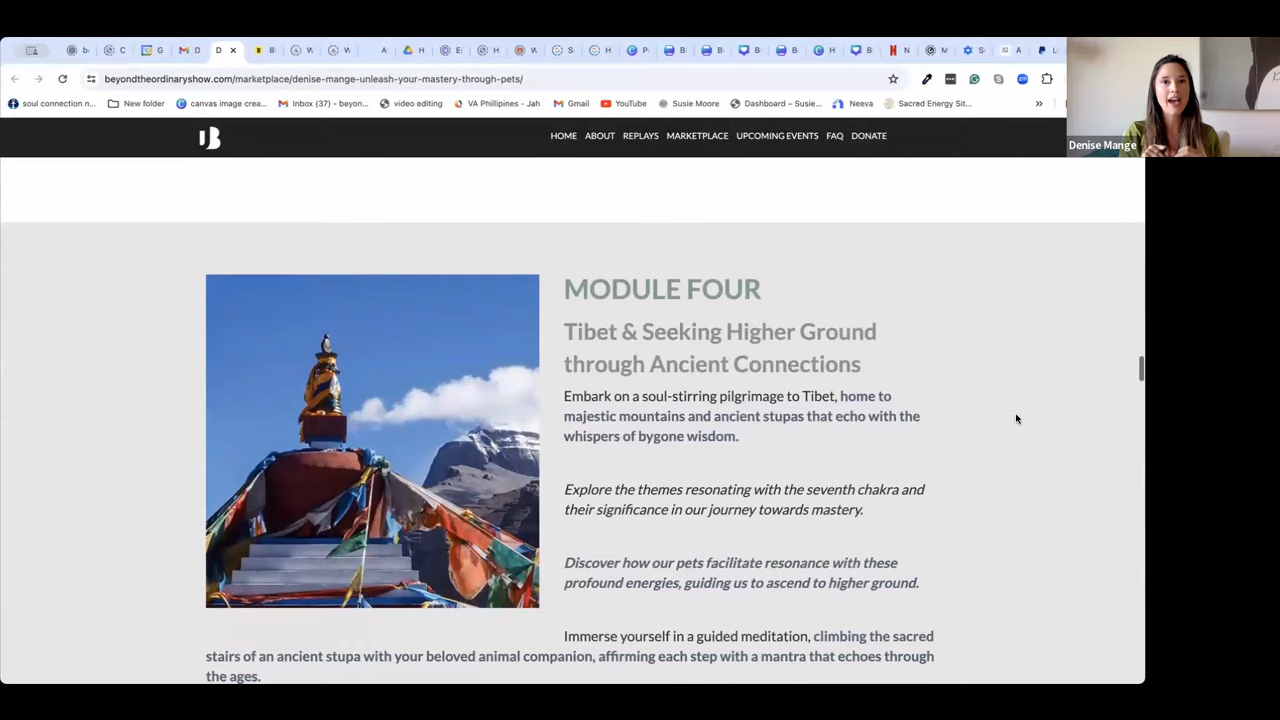 beyondtheordinaryshow.com/marketplace/denise-mange-unleash-your-mastery-through-pets/
soul connection n...
New folder
canvas image crea...
Inbox (37) – beyon...
video editing
VA Phillipines - Jah
Gmail
YouTube
Susie Moore
Dashboard – Susie...
Neeva
Sacred Energy Sit...
HOME ABOUT REPLAYS MARKETPLACE UPCOMING EVENTS FAQ DONATE
Denise Mange
MODULE FOUR
Tibet & Seeking Higher Ground
through Ancient Connections
Embark on a soul-stirring pilgrimage to Tibet, home to
majestic mountains and ancient stupas that echo with the
whispers of bygone wisdom.
Explore the themes resonating with the seventh chakra and
their significance in our journey towards mastery.
Discover how our pets facilitate resonance with these
profound energies, guiding us to ascend to higher ground.
Immerse yourself in a guided meditation, climbing the sacred
stairs of an ancient stupa with your beloved animal companion, affirming each step with a mantra that echoes through
the ages.